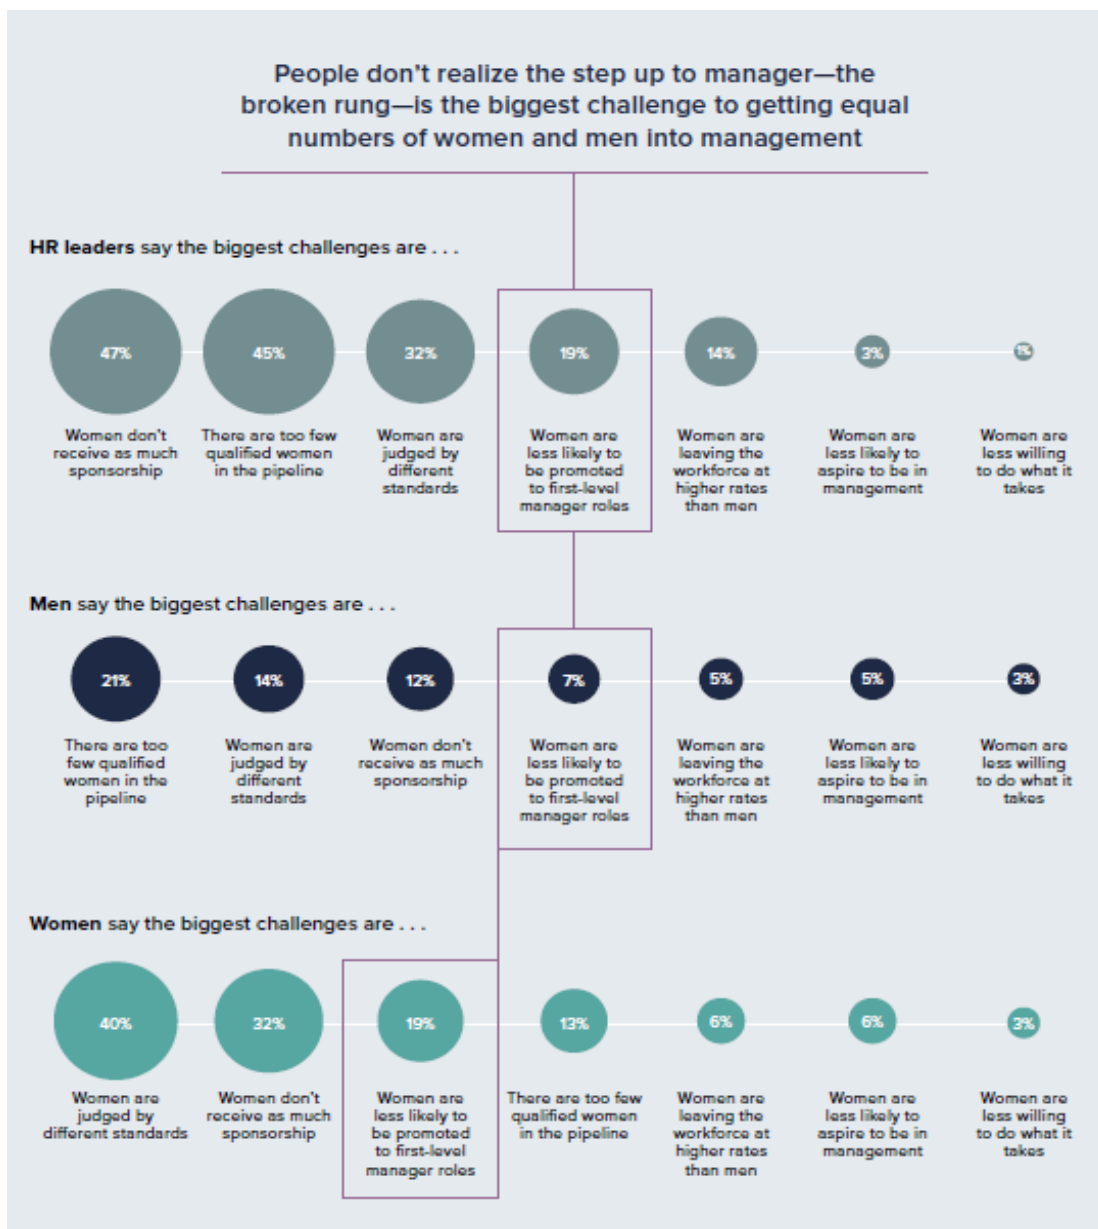 People don't realize the step up to manager—the
broken rung—is the biggest challenge to getting equal
numbers of women and men into management
HR leaders say the biggest challenges are . . .
47%
45%
32%
19%
14%
3%
Women don't
receive as much
sponsorship
There are too few
qualified women
in the pipeline
Women are
judged by
different
standards
Women are
less likely to
be promoted
to first-level
manager roles
Women are
leaving the
workforce at
higher rates
than men
Women are
less likely to
aspire to be in
management
Women are
less willing
to do what it
takes
Men say the biggest challenges are . . .
21%
14%
12%
7%
5%
5%
3%
There are too
few qualified
women in the
pipeline
Women are
judged by
different
standards
Women don't
receive as much
sponsorship
Women are
less likely to
be promoted
to first-level
manager roles
Women are
leaving the
workforce at
higher rates
than men
Women are
less likely to
aspire to be in
management
Women are
less willing
to do what it
takes
Women say the biggest challenges are . . .
40%
32%
19%
13%
6%
6%
3%
Women are
judged by
different standards
Women don't
receive as much
sponsorship
Women are
less likely to
be promoted
to first-level
manager roles
There are too few
qualified women
in the pipeline
Women are
leaving the
workforce at
higher rates
than men
Women are
less likely to
aspire to be in
management
Women are
less willing
to do what it
takes